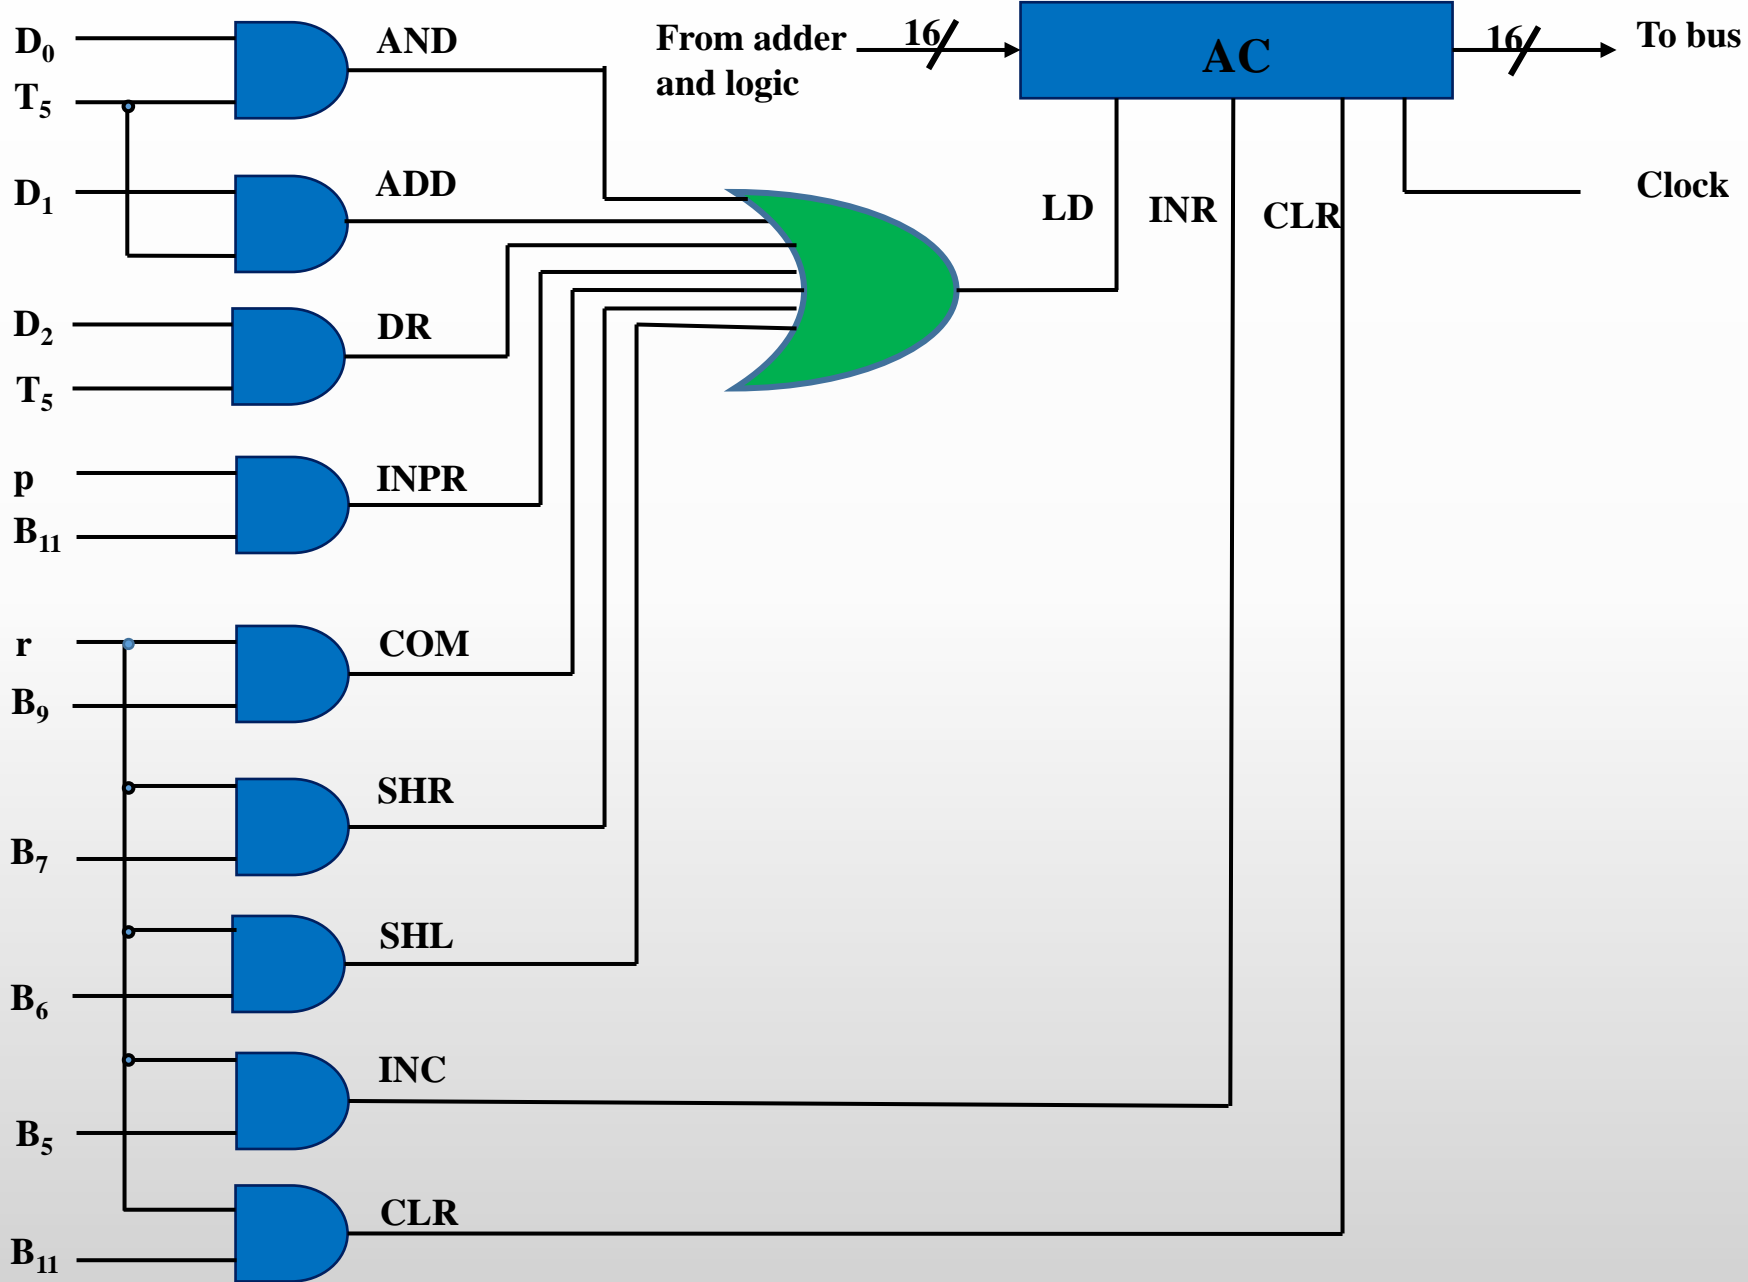 D0
AND
T5
D1
ADD
D2
DR
T5
p
INPR
B11
r
COM
B9
SHR
B7
SHL
B6
INC
B5
CLR
B11
From adder
and logic
16
AC
16
To bus
LD
INR
CLR
Clock